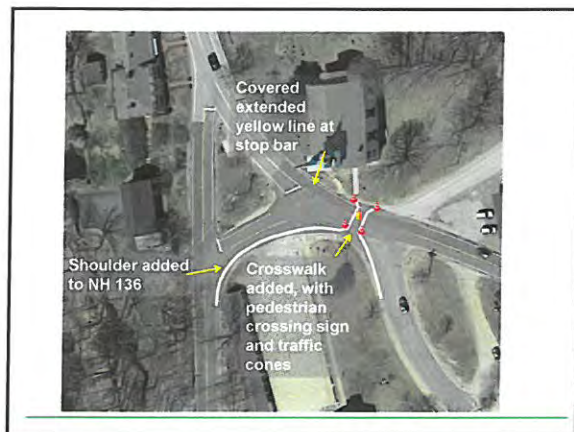 Covered
extended
yellow line at
stop bar
Shoulder added
to NH 136
Crosswalk
added, with
pedestrian
crossing sign
and traffic
cones